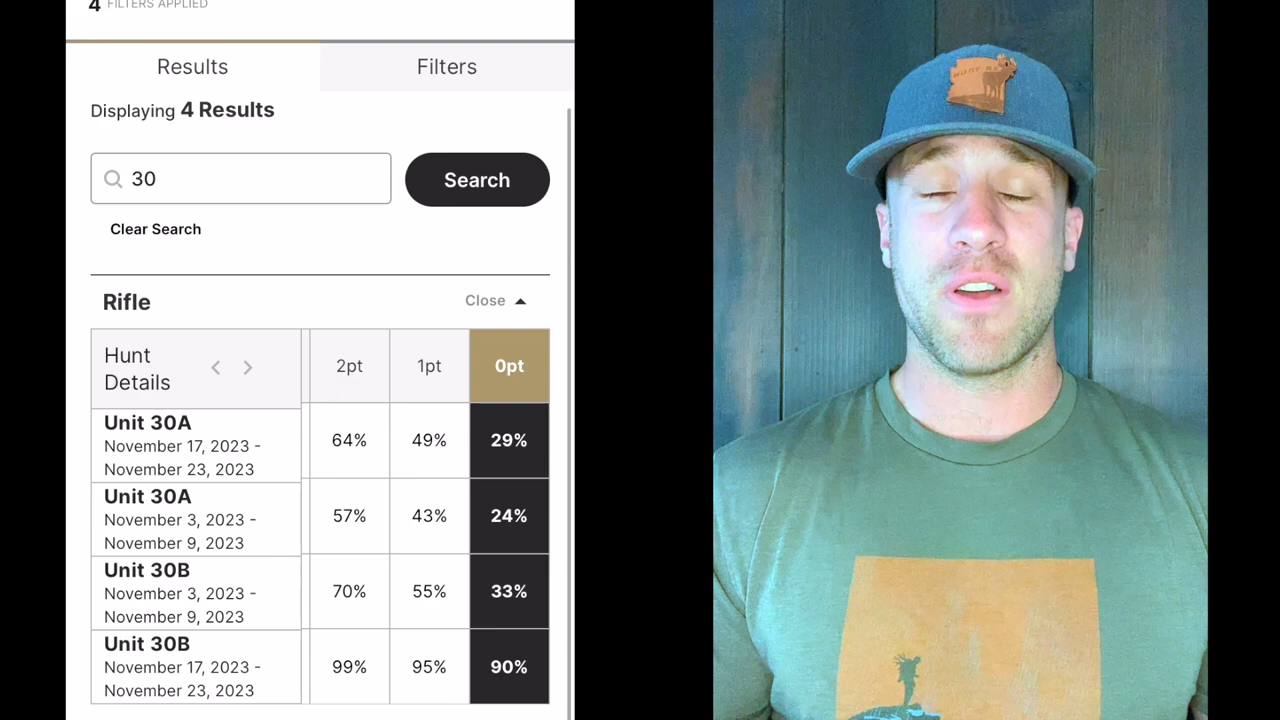 4 FILTERS APPLIED
Results
Filters
Displaying 4 Results
30
Search
Clear Search
Rifle
Close
Hunt Details
2pt
1pt
0pt
Unit 30A
November 17, 2023 -
November 23, 2023
64%
49%
29%
Unit 30A
November 3, 2023 -
November 9, 2023
57%
43%
24%
Unit 30B
November 3, 2023 -
November 9, 2023
70%
55%
33%
Unit 30B
November 17, 2023 -
November 23, 2023
99%
95%
90%